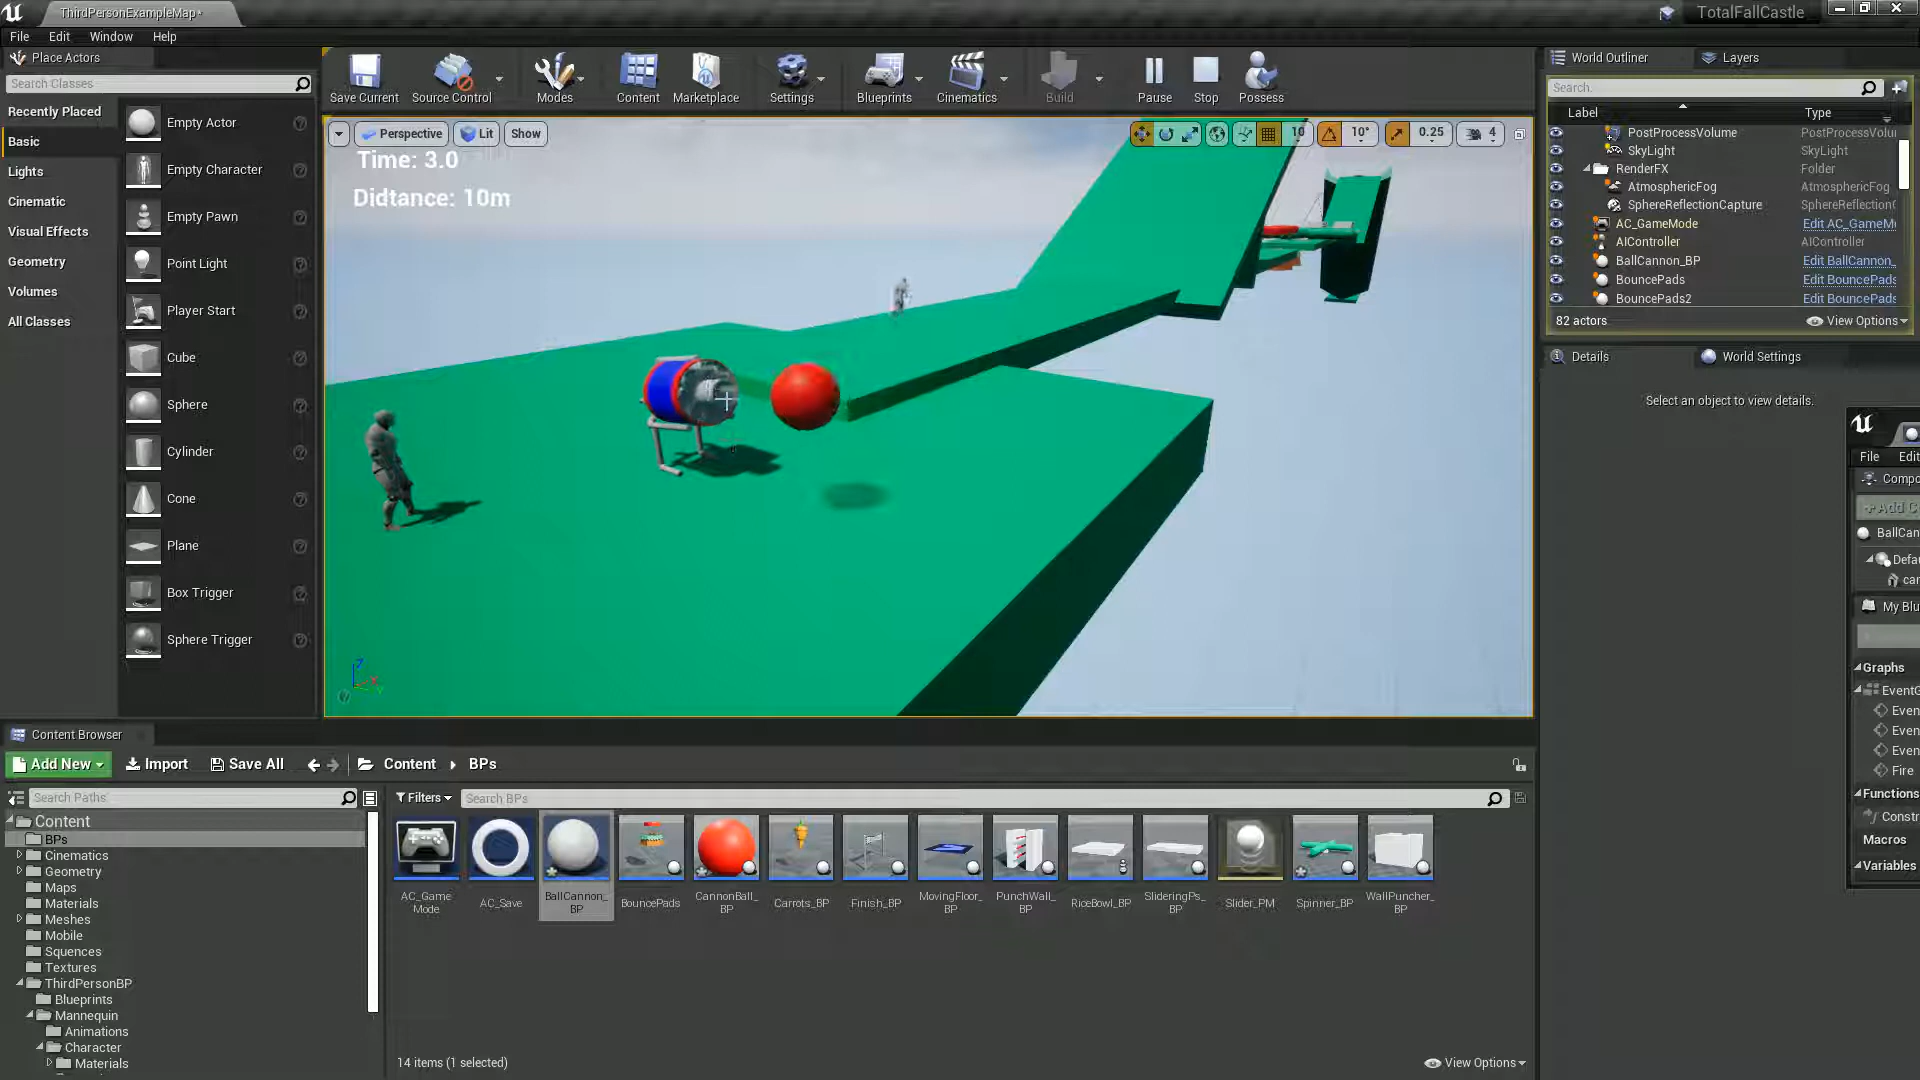 ThirdPersonExampleMap*
TotalFallCastle
File Edit Window Help
Place Actors
Search Classes
Recently Placed
Basic
Lights
Cinematic
Visual Effects
Geometry
Volumes
All Classes
Empty Actor
Empty Character
Empty Pawn
Point Light
Player Start
Cube
Sphere
Cylinder
Cone
Plane
Box Trigger
Sphere Trigger
Save Current Source Control Modes Content Marketplace Settings Blueprints Cinematics Build Pause Stop Possess
Perspective Lit Show
10 10° 0.25 4
Time: 3.0
Didtance: 10m
World Outliner Layers
Search.
Label Type
PostProcessVolume PostProcessVolu
SkyLight SkyLight
RenderFX Folder
AtmosphericFog AtmosphericFog
SphereReflectionCapture SphereReflection
AC_GameMode Edit AC_GameM
AIController AIController
BallCannon_BP Edit BallCannon_
BouncePads Edit BouncePads
BouncePads2 Edit BouncePads
82 actors View Options
Details World Settings
Select an object to view details.
File Edit
Compo
Add C
BallCan
Defau
car
My Blu
Graphs
EventG
Even
Even
Even
Fire
Functions
Constr
Macros
Variables
Content Browser
Add New Import Save All Content BPs
Search Paths
Filters Search BPs
Content
BPs
Cinematics
Geometry
Maps
Materials
Meshes
Mobile
Squences
Textures
ThirdPersonBP
Blueprints
Mannequin
Animations
Character
Materials
AC_Game
Mode
AC_Save
BallCannon_
BP
BouncePads
CannonBall_
BP
Carrots_BP
Finish_BP
MovingFloor_
BP
PunchWall_
BP
RiceBowl_BP
SlideringPs_
BP
Slider_PM
Spinner_BP
WallPuncher_
BP
14 items (1 selected)
View Options